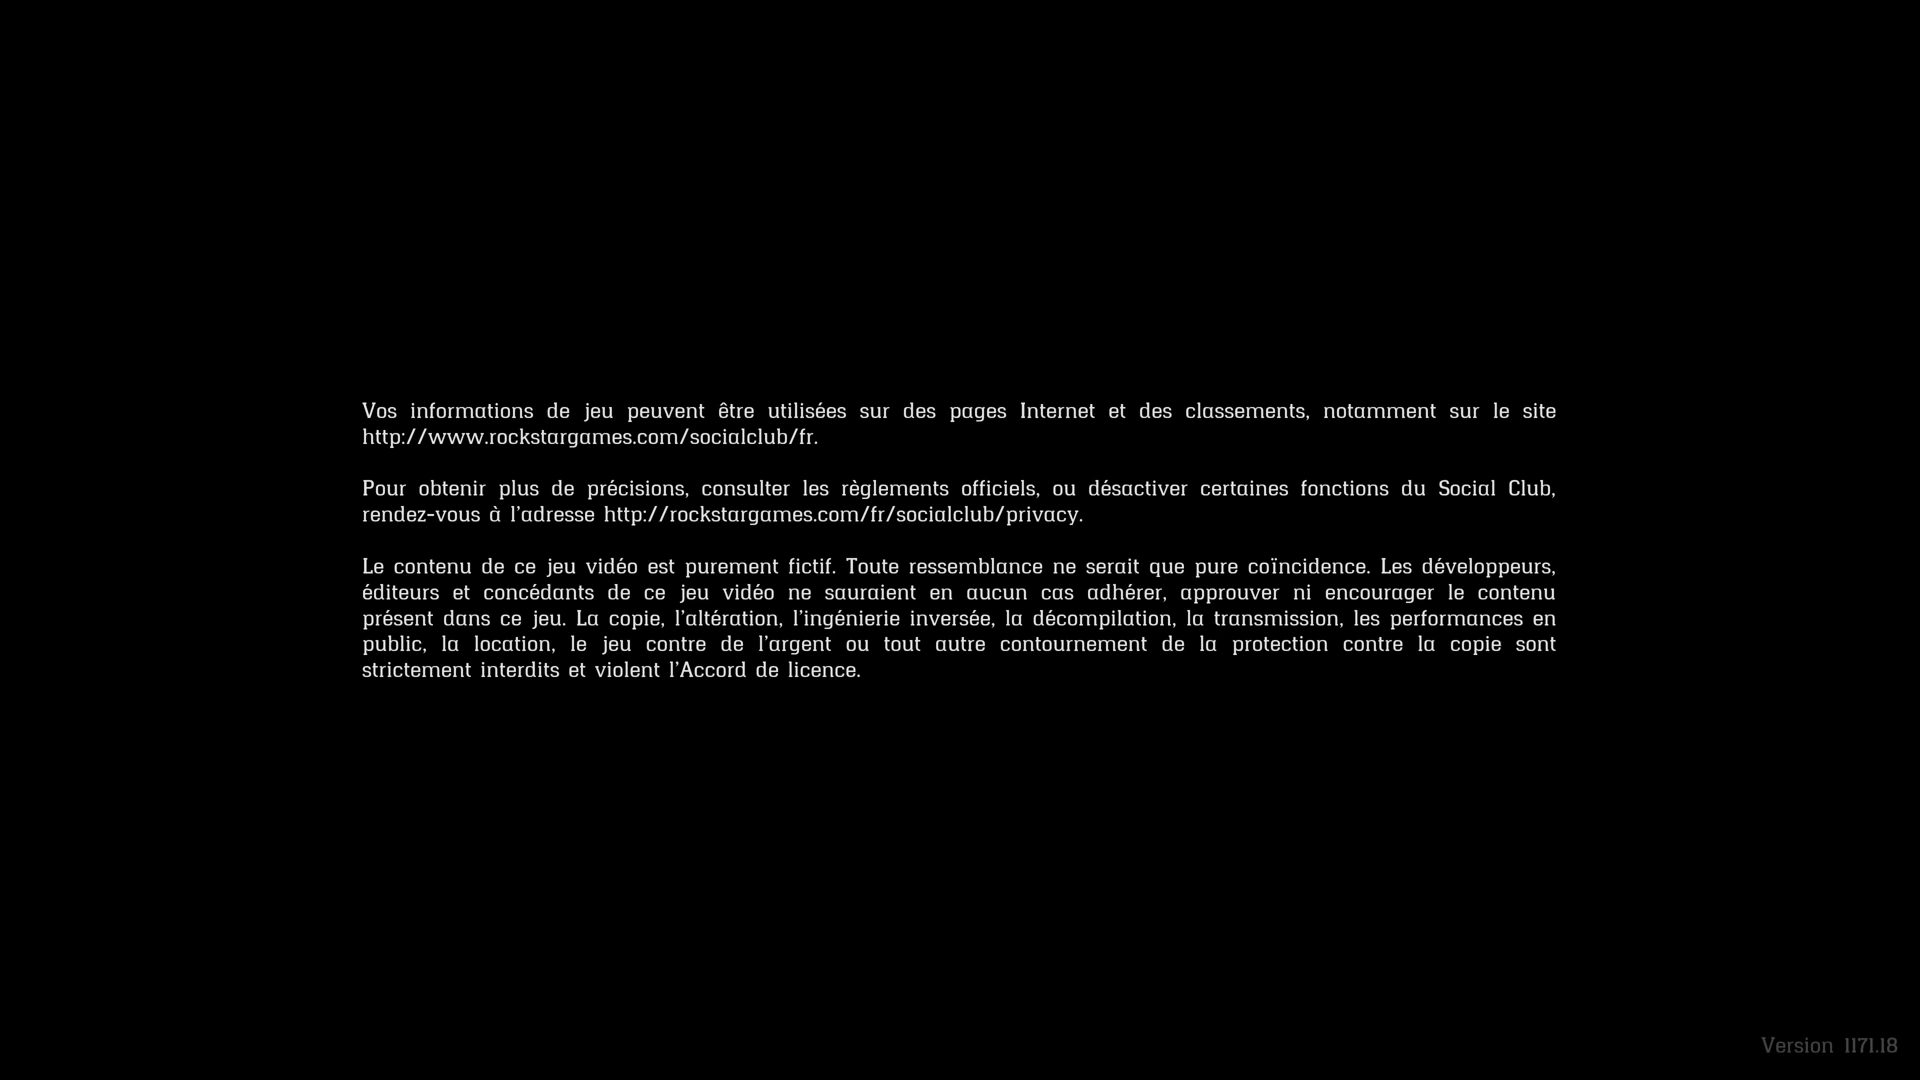 Vos informations de jeu peuvent être utilisées sur des pages Internet et des classements, notamment sur le site
http://www.rockstargames.com/socialclub/fr.
Pour obtenir plus de précisions, consulter les règlements officiels, ou désactiver certaines fonctions du Social Club,
rendez-vous à l'adresse http://rockstargames.com/fr/socialclub/privacy.
Le contenu de ce jeu vidéo est purement fictif. Toute ressemblance ne serait que pure coïncidence. Les développeurs,
éditeurs et concédants de ce jeu vidéo ne sauraient en aucun cas adhérer, approuver ni encourager le contenu
présent dans ce jeu. La copie, l'altération, l'ingénierie inversée, la décompilation, la transmission, les performances en
public, la location, le jeu contre de l'argent ou tout autre contournement de la protection contre la copie sont
strictement interdits et violent l'Accord de licence.
Version 1171.18